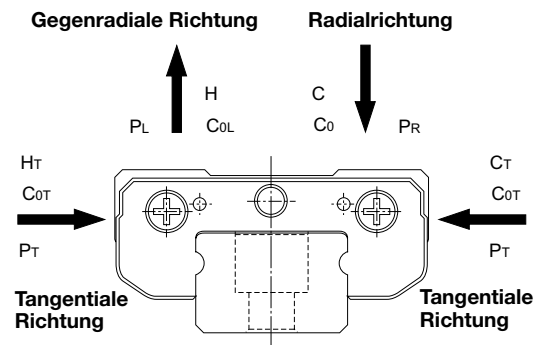 Gegenradiale Richtung
Radialrichtung
H
C
PL
C0L
C0
PR
HT
CT
C0T
C0T
PT
PT
Tangentiale
Richtung
Tangentiale
Richtung